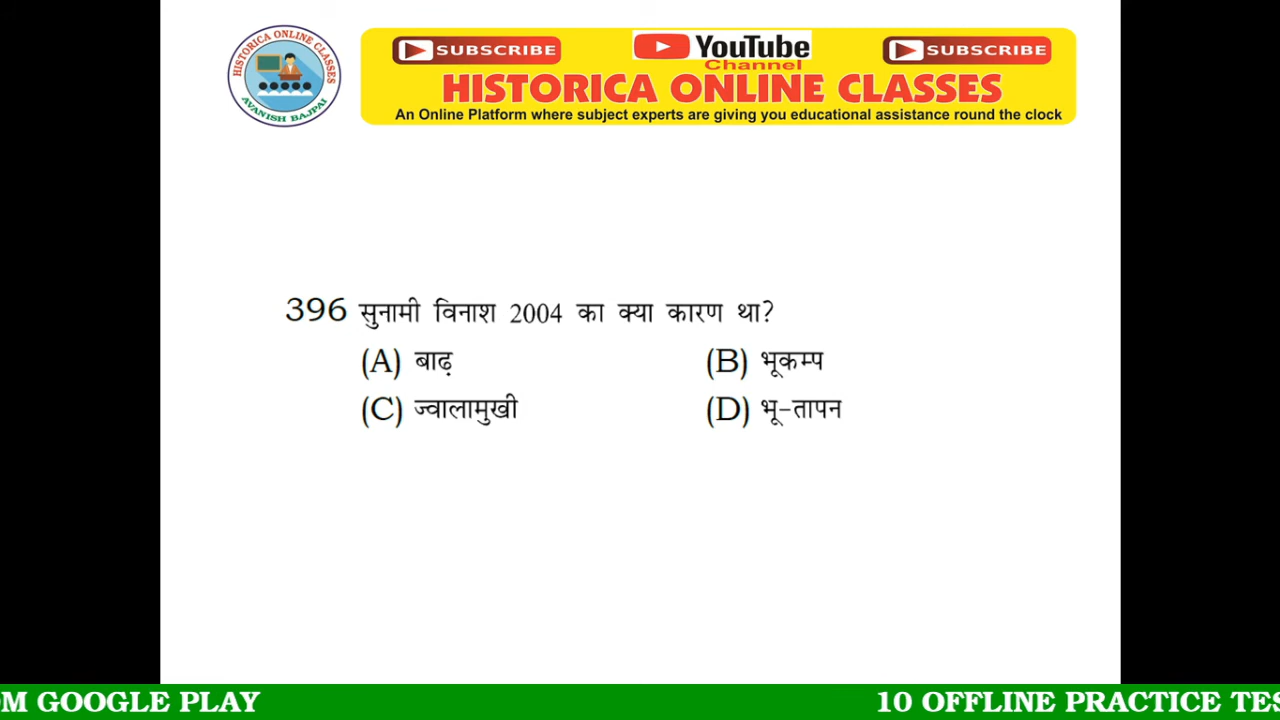 HISTORICA ONLINE CLASSES
AVANISH BAJPAI
SUBSCRIBE
YouTube
SUBSCRIBE
Channel
HISTORICA ONLINE CLASSES
An Online Platform where subject experts are giving you educational assistance round the clock
396 सुनामी विनाश 2004 का क्या कारण था?
(A) बाढ़ (B) भूकम्प
(C) ज्वालामुखी (D) भू-तापन
OM GOOGLE PLAY 10 OFFLINE PRACTICE TES